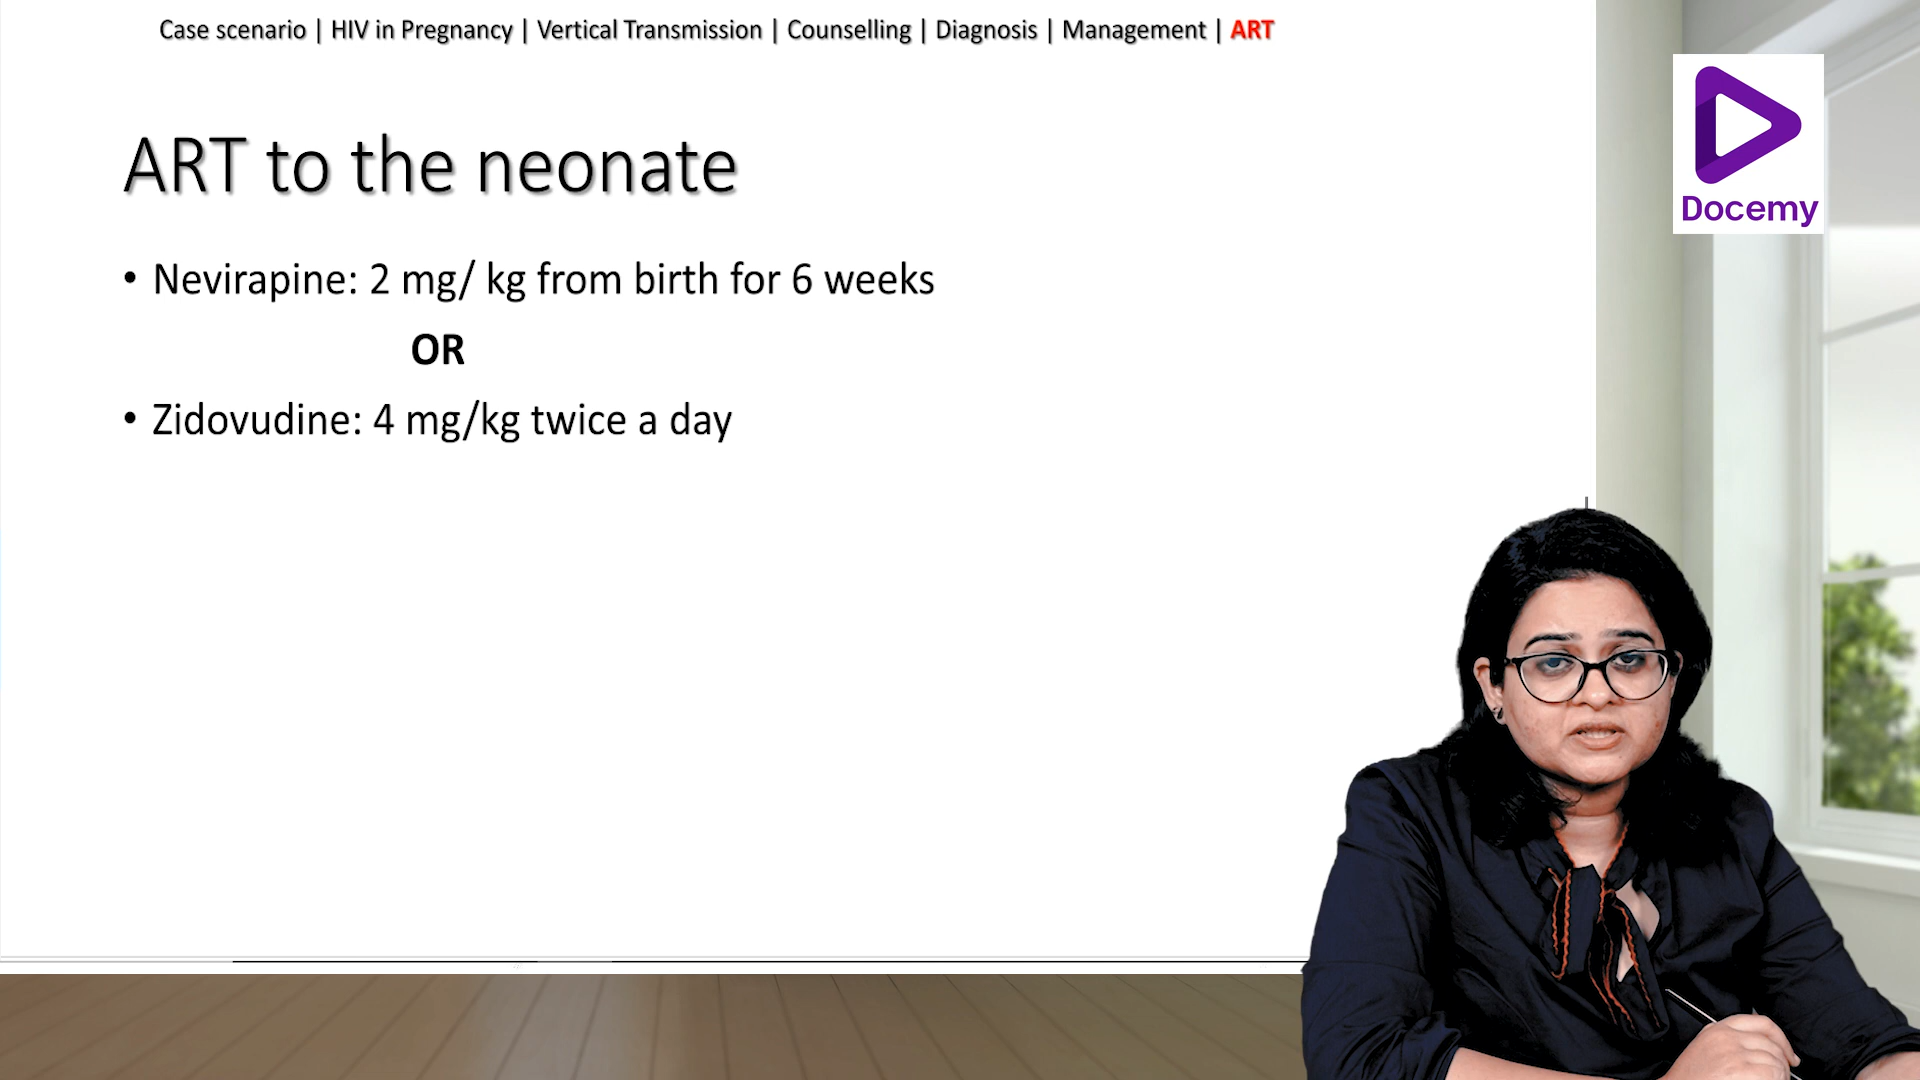 Case scenario | HIV in Pregnancy | Vertical Transmission | Counselling | Diagnosis | Management | ART
Docemy
ART to the neonate
• Nevirapine: 2 mg/ kg from birth for 6 weeks
OR
• Zidovudine: 4 mg/kg twice a day